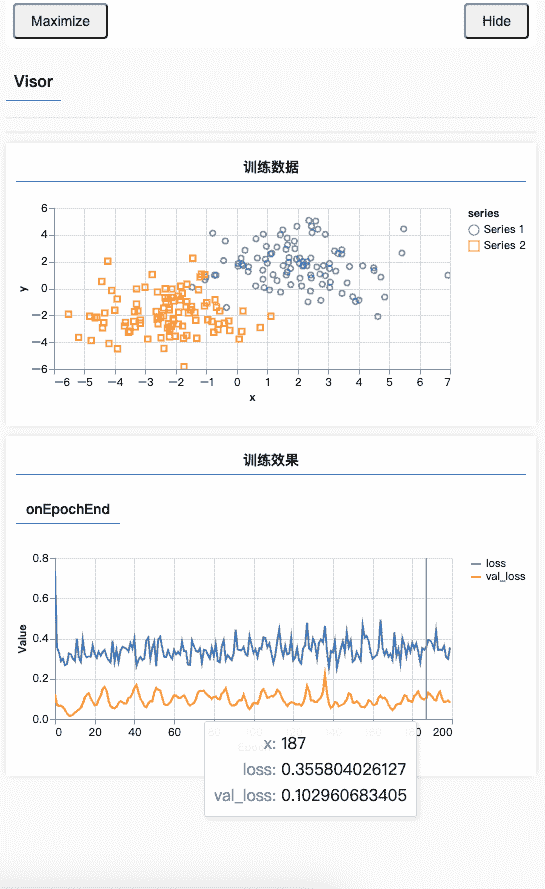 Maximize
Hide
Visor
训练数据
series
Series 1
Series 2
y
6
4
2
0
−2
−4
−6
−6 −5 −4 −3 −2 −1 0 1 2 3 4 5 6 7
x
训练效果
onEpochEnd
loss
val_loss
Value
0.8
0.6
0.4
0.2
0.0
0 20 40 60 200
x: 187
loss: 0.355804026127
val_loss: 0.102960683405